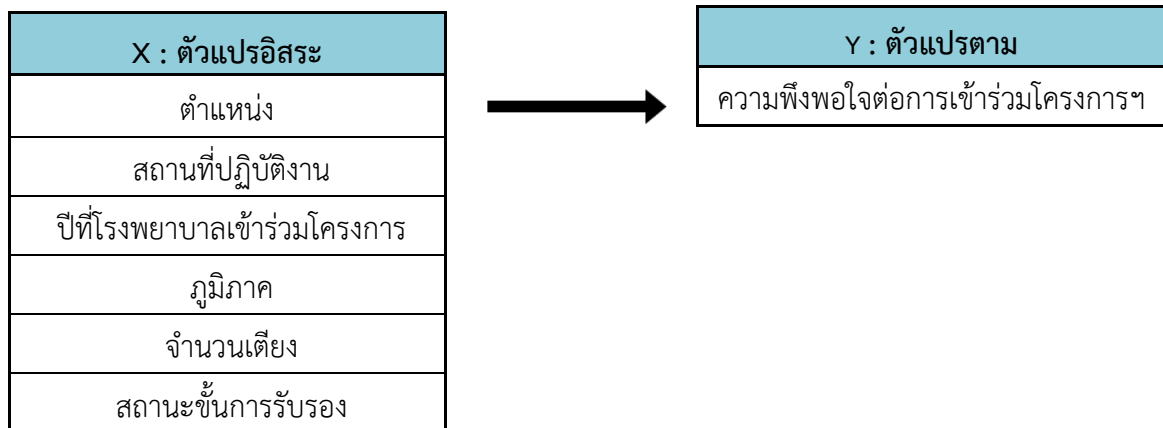 X : ตัวแปรอิสระ
ตำแหน่ง
สถานที่ปฏิบัติงาน
ปีที่โรงพยาบาลเข้าร่วมโครงการ
ภูมิภาค
จำนวนเตียง
สถานะขั้นการรับรอง
Y : ตัวแปรตาม
ความพึงพอใจต่อการเข้าร่วมโครงการฯ